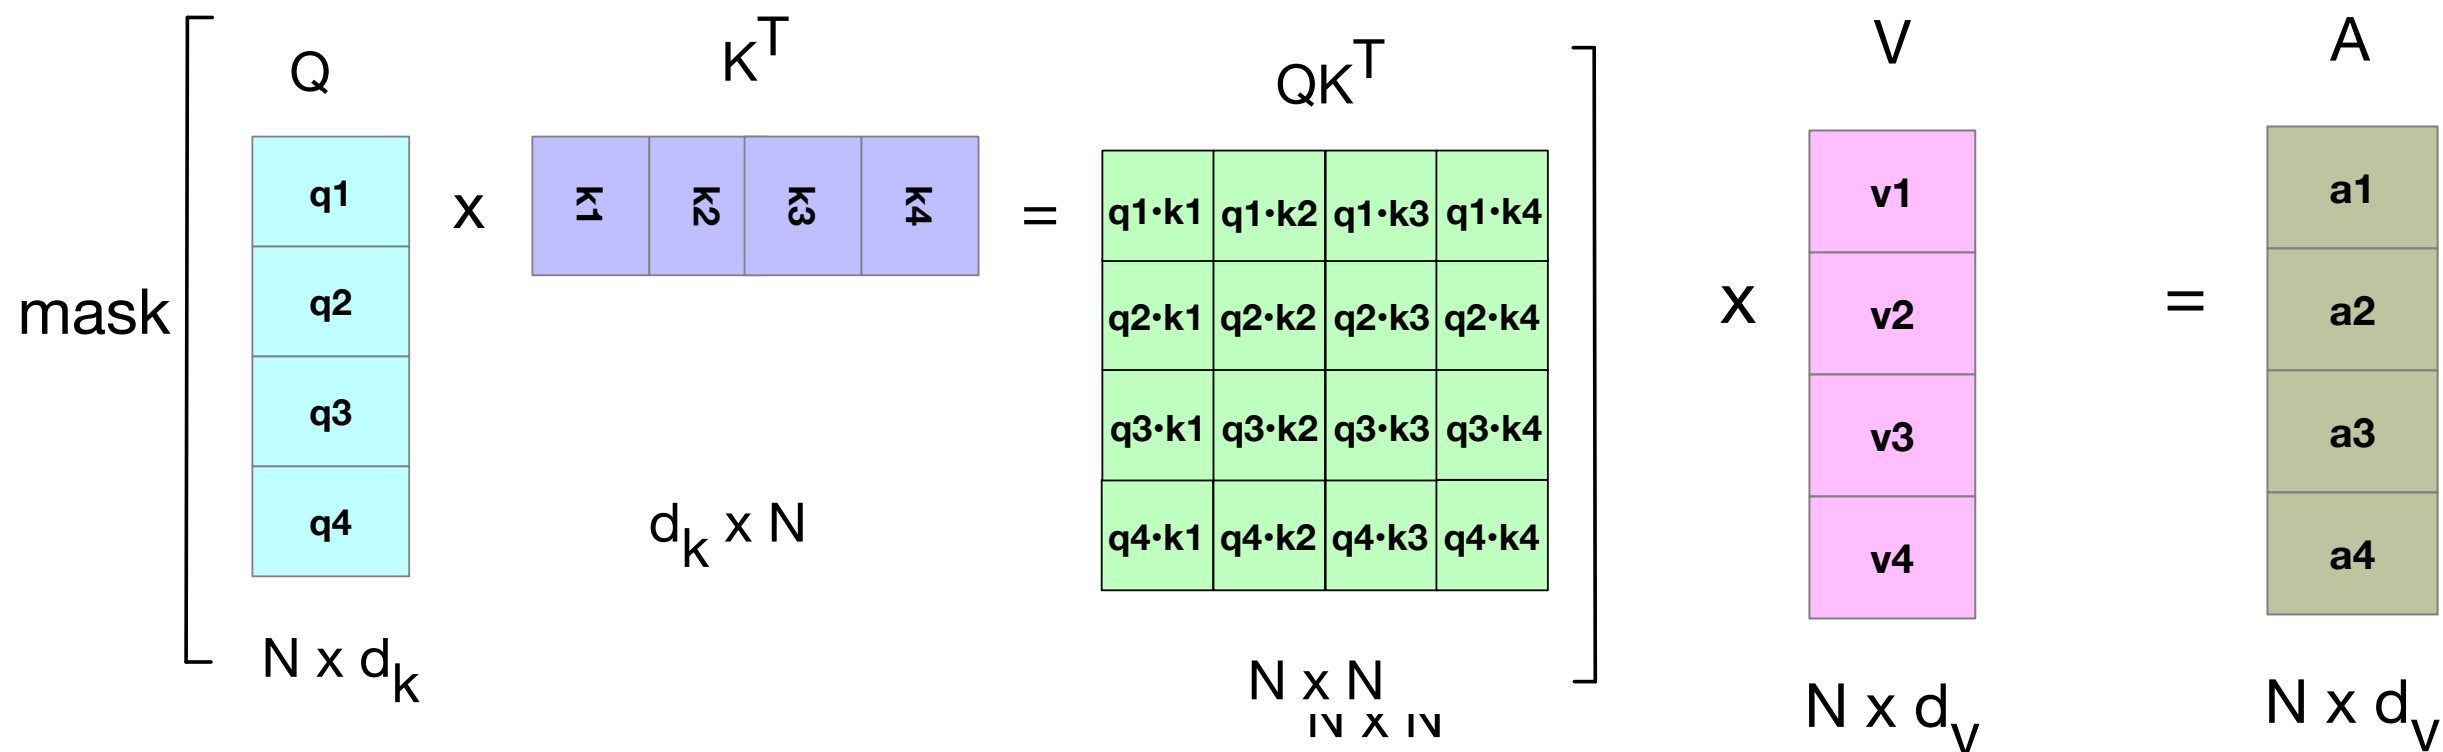 Q
K^T
QK^T
V
A
mask
q1
q2
q3
q4
x
k1 k2 k3 k4
=
q1•k1 q1•k2 q1•k3 q1•k4
q2•k1 q2•k2 q2•k3 q2•k4
q3•k1 q3•k2 q3•k3 q3•k4
q4•k1 q4•k2 q4•k3 q4•k4
x
v1
v2
v3
v4
=
a1
a2
a3
a4
N x d_k
d_k x N
N x N
N x N
N x d_v
N x d_v